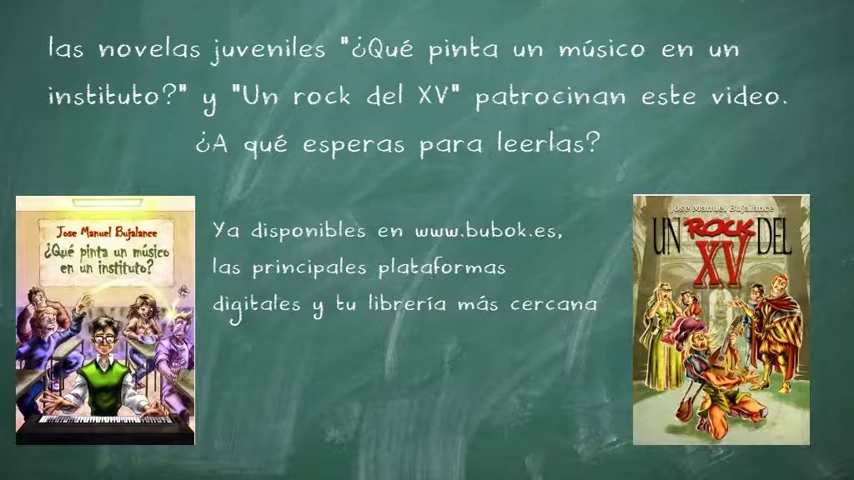 las novelas juveniles "¿Qué pinta un músico en un
instituto?" y "Un rock del XV" patrocinan este video.
¿A qué esperas para leerlas?
Jose Manuel Bujalance
¿Qué pinta un músico
en un instituto?
Ya disponibles en www.bubok.es,
las principales plataformas
digitales y tu librería más cercana
Jose Manuel Bujalance
UN ROCK DEL
XV